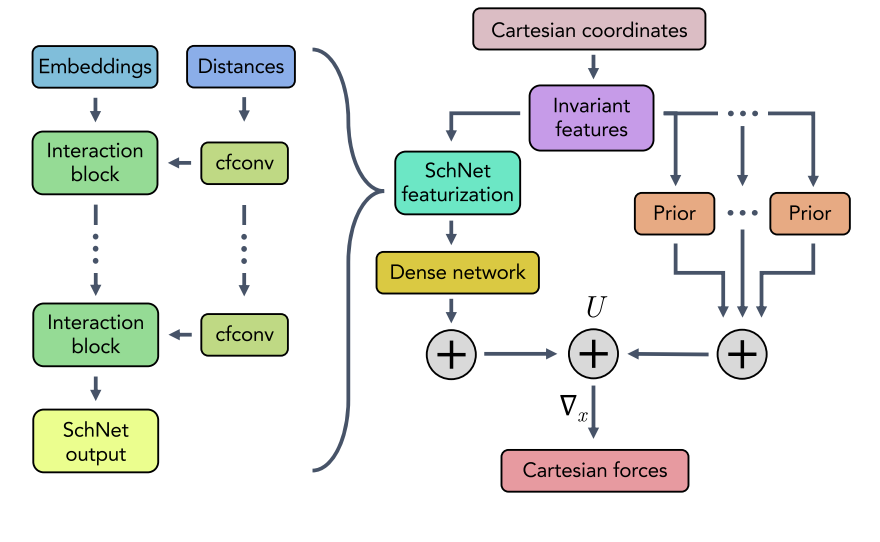 Cartesian coordinates
Embeddings
Distances
Invariant
features
Interaction
block
cfconv
SchNet
featurization
Prior
Prior
Dense network
U
Interaction
block
cfconv
+
+
+
∇x
SchNet
output
Cartesian forces